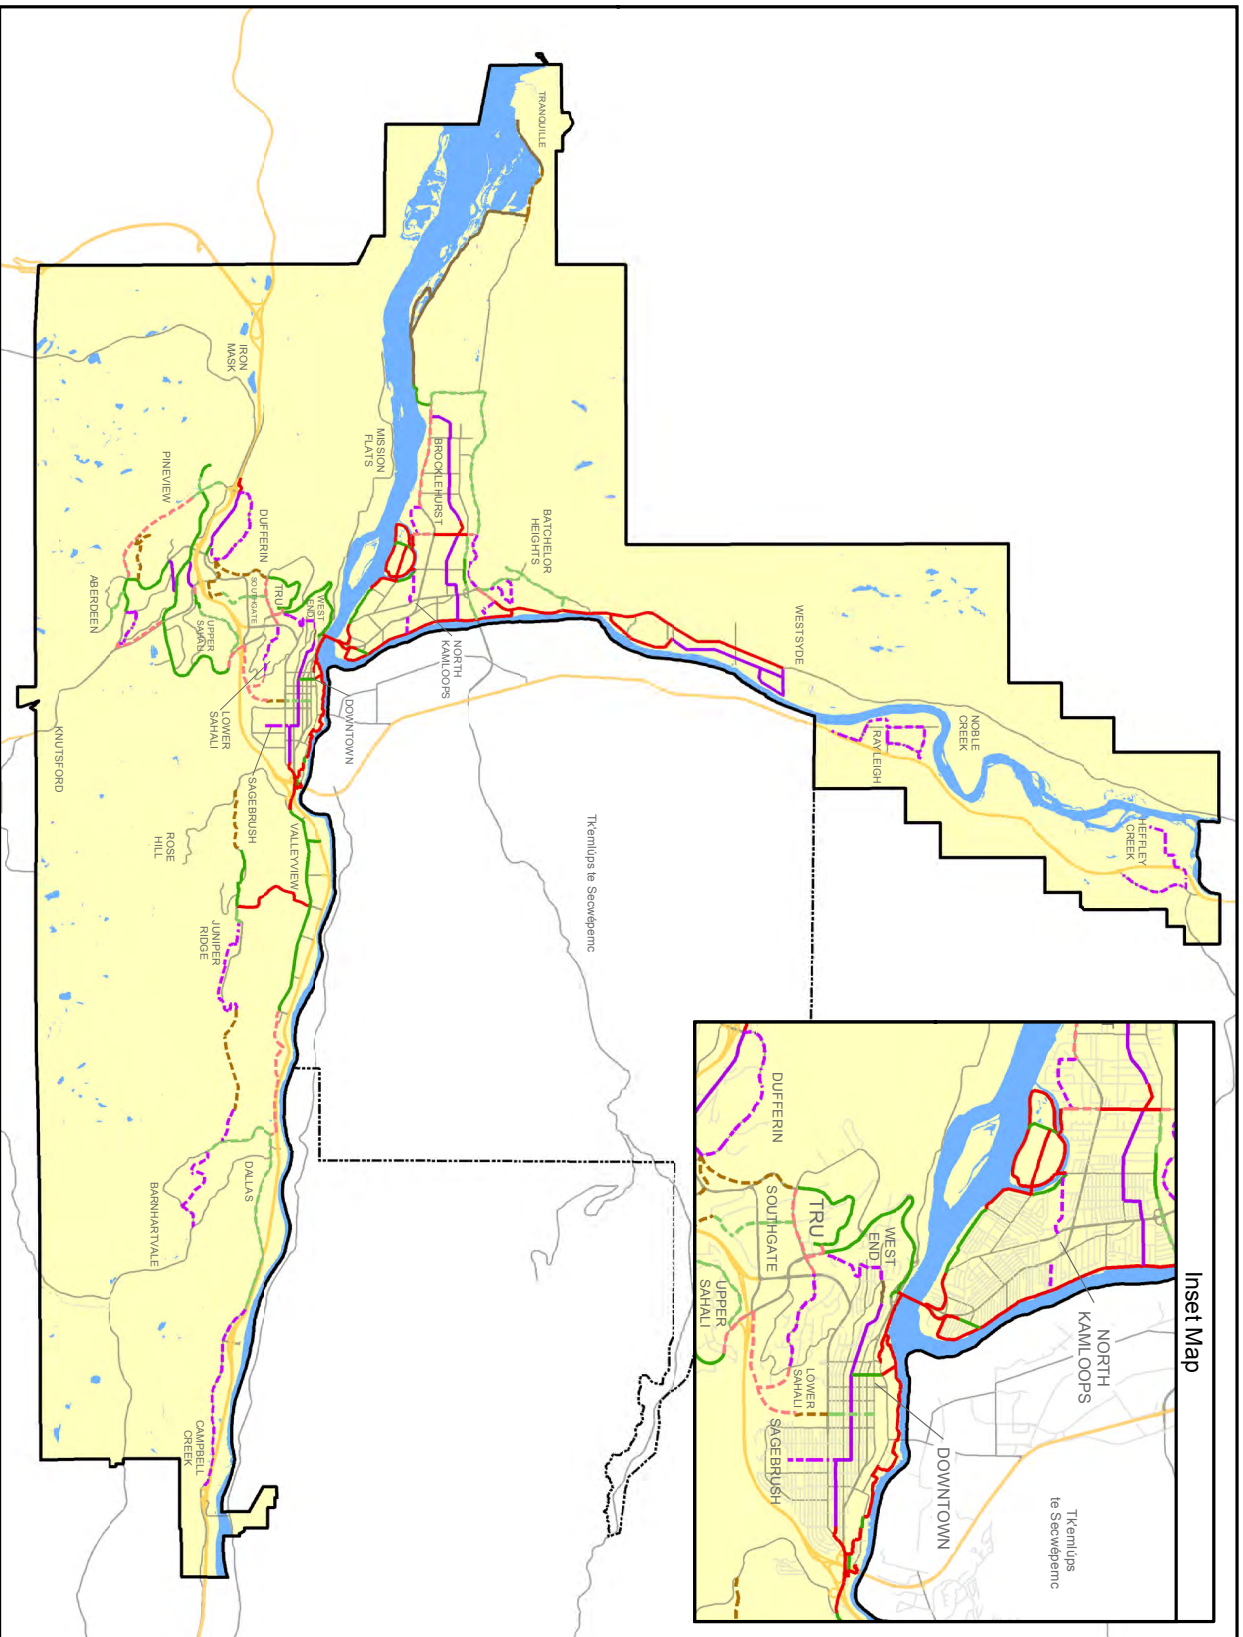 Inset Map
NORTH
KAMLOOPS
Tk'emlúps
te Secwépemc
DOWNTOWN
WEST
END
TRU
LOWER
SAHALI
DUFFERIN
SOUTHGATE
SAGEBRUSH
UPPER
SAHALI
HEFFLEY
CREEK
NOBLE
CREEK
RAYLEIGH
WESTSYDE
Tk'emlúps te Secwépemc
BATCHELOR
HEIGHTS
TRANQUILLE
NORTH
KAMLOOPS
BROCKLEHURST
MISSION
FLATS
DOWNTOWN
WEST
END
VALLEYVIEW
TRU
DUFFERIN
SOUTHGATE
SAGEBRUSH
DALLAS
IRON
MASK
LOWER
SAHALI
UPPER
SAHALI
JUNIPER
RIDGE
CAMPBELL
CREEK
PINEVIEW
ROSE
HILL
BARNHARTVALE
ABERDEEN
KNUTSFORD